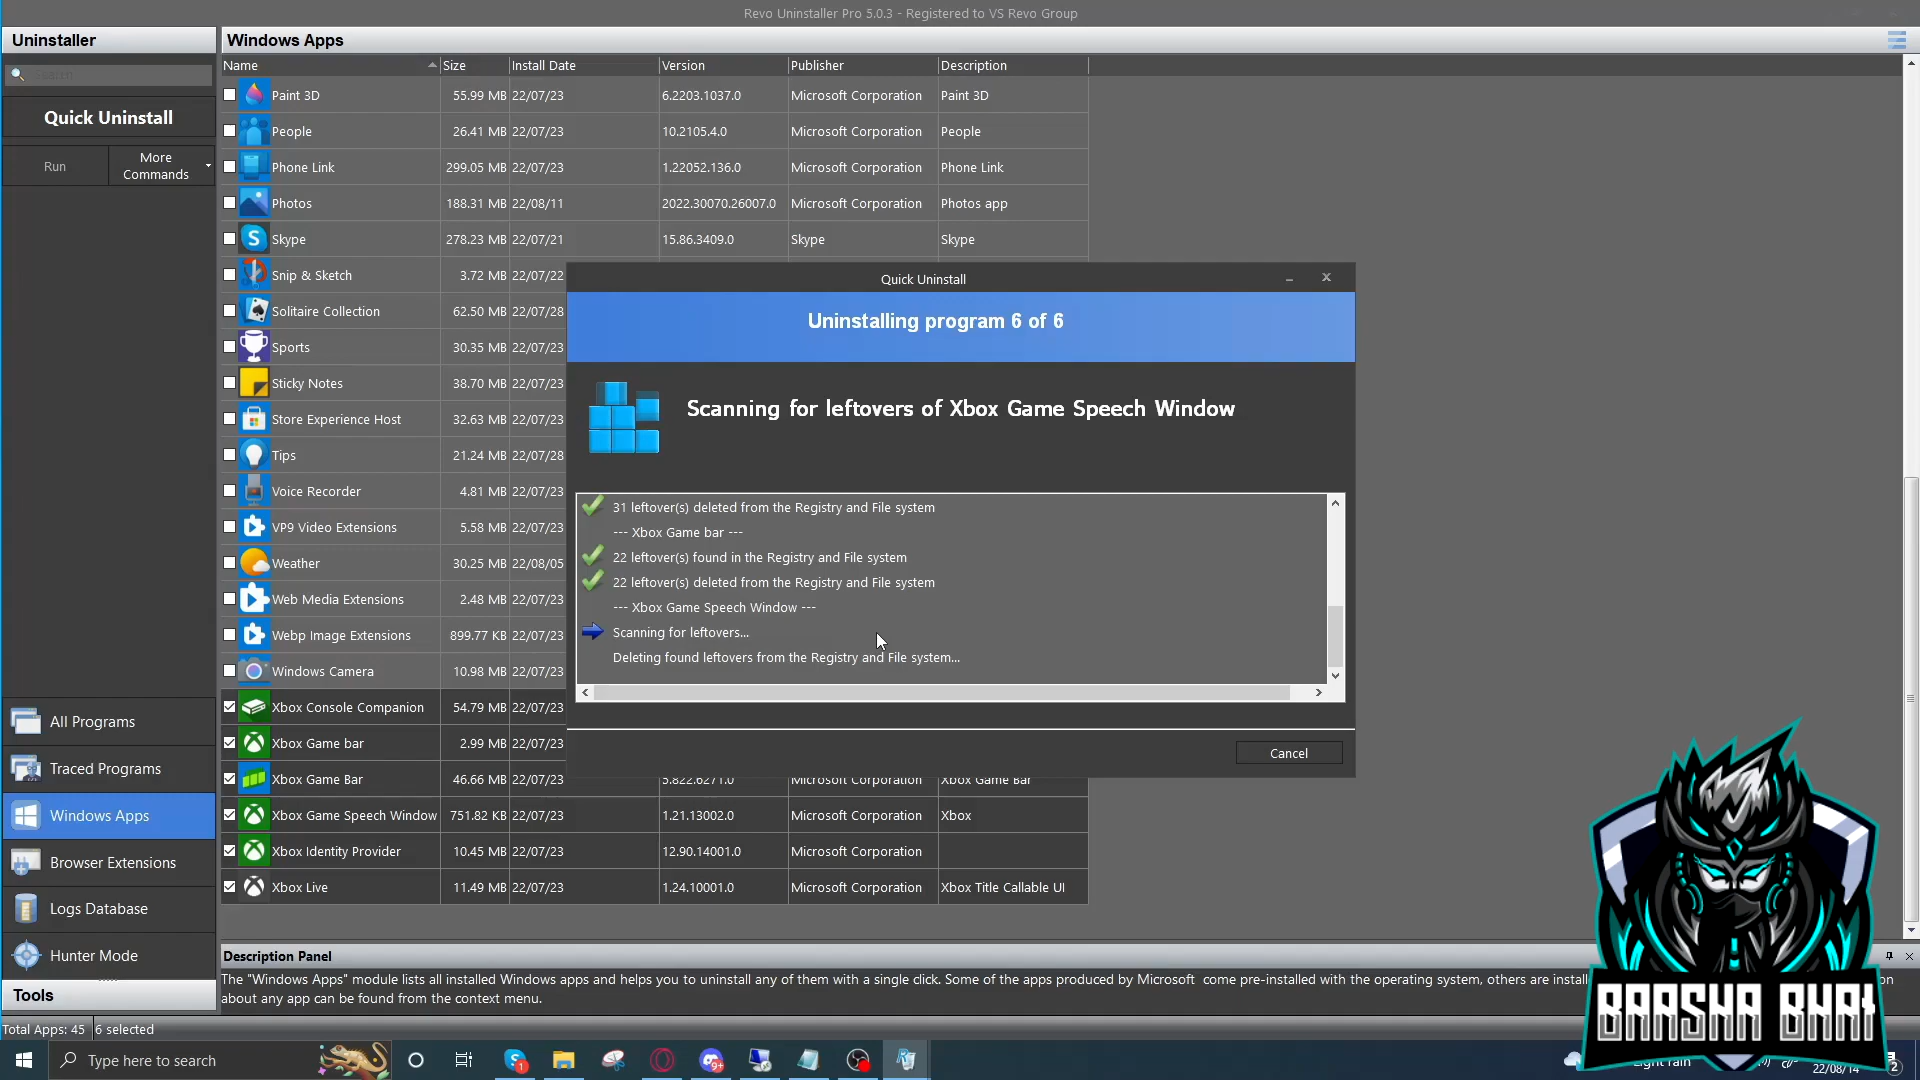 Revo Uninstaller Pro 5.0.3 - Registered to VS Revo Group
Uninstaller
Windows Apps
Name Size Install Date Version Publisher Description
Search
Quick Uninstall
Run
More Commands
Paint 3D 55.99 MB 22/07/23 6.2203.1037.0 Microsoft Corporation Paint 3D
People 26.41 MB 22/07/23 10.2105.4.0 Microsoft Corporation People
Phone Link 299.05 MB 22/07/23 1.22052.136.0 Microsoft Corporation Phone Link
Photos 188.31 MB 22/08/11 2022.30070.26007.0 Microsoft Corporation Photos app
Skype 278.23 MB 22/07/21 15.86.3409.0 Skype Skype
Snip & Sketch 3.72 MB 22/07/22
Solitaire Collection 62.50 MB 22/07/28
Sports 30.35 MB 22/07/23
Sticky Notes 38.70 MB 22/07/23
Store Experience Host 32.63 MB 22/07/23
Tips 21.24 MB 22/07/28
Voice Recorder 4.81 MB 22/07/23
VP9 Video Extensions 5.58 MB 22/07/23
Weather 30.25 MB 22/08/05
Web Media Extensions 2.48 MB 22/07/23
Webp Image Extensions 899.77 KB 22/07/23
Windows Camera 10.98 MB 22/07/23
Xbox Console Companion 54.79 MB 22/07/23
Xbox Game bar 2.99 MB 22/07/23
Xbox Game Bar 46.66 MB 22/07/23 5.822.6271.0 Microsoft Corporation Xbox Game Bar
Xbox Game Speech Window 751.82 KB 22/07/23 1.21.13002.0 Microsoft Corporation Xbox
Xbox Identity Provider 10.45 MB 22/07/23 12.90.14001.0 Microsoft Corporation
Xbox Live 11.49 MB 22/07/23 1.24.10001.0 Microsoft Corporation Xbox Title Callable UI
Quick Uninstall
Uninstalling program 6 of 6
Scanning for leftovers of Xbox Game Speech Window
31 leftover(s) deleted from the Registry and File system
--- Xbox Game bar ---
22 leftover(s) found in the Registry and File system
22 leftover(s) deleted from the Registry and File system
--- Xbox Game Speech Window ---
Scanning for leftovers...
Deleting found leftovers from the Registry and File system...
Cancel
All Programs
Traced Programs
Windows Apps
Browser Extensions
Logs Database
Hunter Mode
Tools
Description Panel
The "Windows Apps" module lists all installed Windows apps and helps you to uninstall any of them with a single click. Some of the apps produced by Microsoft come pre-installed with the operating system, others are
about any app can be found from the context menu.
Total Apps: 45 6 selected
BAASHA BHAI
Type here to search
1
9+
Light rain
22/08/14
2